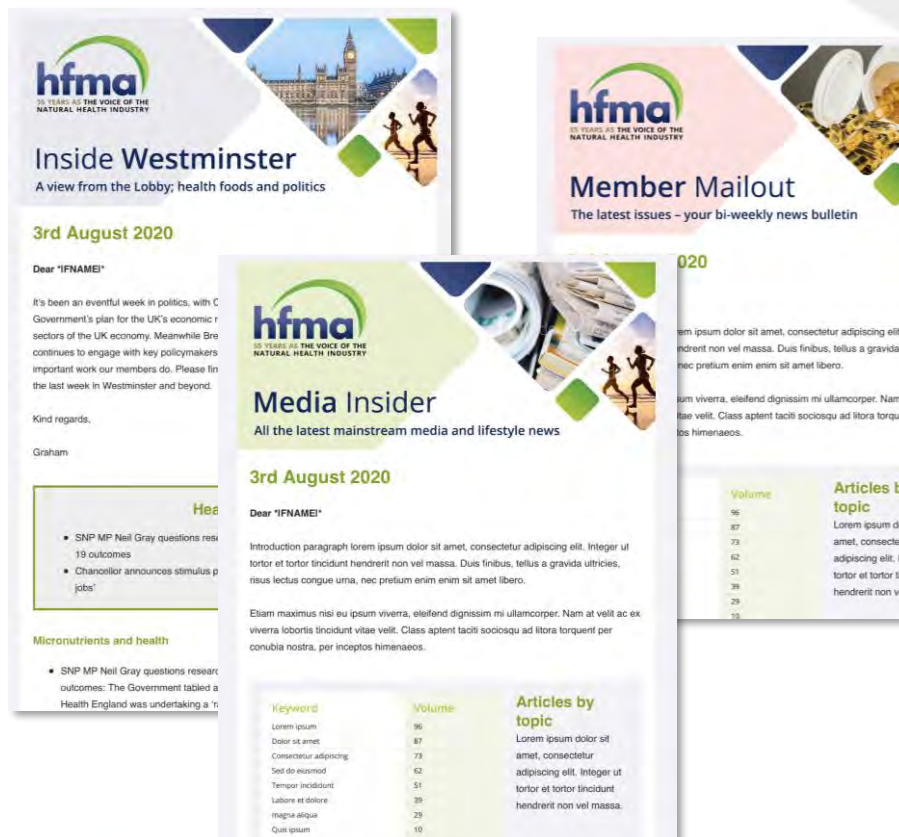 hfma
55 YEARS AS THE VOICE OF THE
NATURAL HEALTH INDUSTRY
Inside Westminster
A view from the Lobby; health foods and politics
3rd August 2020
Dear *IFNAMEI*
It's been an eventful week in politics, with
Government's plan for the UK's economic
sectors of the UK economy. Meanwhile
continues to engage with key policymakers
important work our members do. Please
the last week in Westminster and beyond.
Kind regards,
Graham
SNP MP Neil Gray questions
19 outcomes
Chancellor announces stimulus
jobs'
Micronutrients and health
SNP MP Neil Gray questions
outcomes: The Government tabled a
Health England was undertaking a
hfma
55 YEARS AS THE VOICE OF THE
NATURAL HEALTH INDUSTRY
Media Insider
All the latest mainstream media and lifestyle news
3rd August 2020
Dear *IFNAMEI*
Introduction paragraph lorem ipsum dolor sit amet, consectetur adipiscing elit. Integer ut
tortor et tortor tincidunt hendrerit non vel massa. Duis finibus, tellus a gravida ultricies,
risus lectus congue urna, nec pretium enim enim sit amet libero.
Etiam maximus nisi eu ipsum viverra, eleifend dignissim mi ullamcorper. Nam at velit ac ex
viverra lobortis tincidunt vitae velit. Class aptent taciti sociosqu ad litora torquent per
conubia nostra, per inceptos himenaeos.
Keyword Volume
Lorem ipsum 96
Dolor sit amet 87
Consectetur adipiscing 73
Sed do eiusmod 62
Tempor incididunt 51
Labore et dolore 39
magna aliqua 29
Quis ipsum 10
Articles by
topic
Lorem ipsum dolor sit
amet, consectetur
adipiscing elit. Integer ut
tortor et tortor tincidunt
hendrerit non vel massa.
hfma
55 YEARS AS THE VOICE OF THE
NATURAL HEALTH INDUSTRY
Member Mailout
The latest issues – your bi-weekly news bulletin
020
ipsum dolor sit amet, consectetur adipiscing elit
non vel massa. Duis finibus, tellus a gravida
nec pretium enim enim sit amet libero.
viverra, eleifend dignissim mi ullamcorper. Nam
velit. Class aptent taciti sociosqu ad litora
himenaeos.
Volume
96
87
73
62
51
39
29
10
Articles
topic
Lorem ipsum
amet,
adipiscing elit.
tortor et tortor
hendrerit non